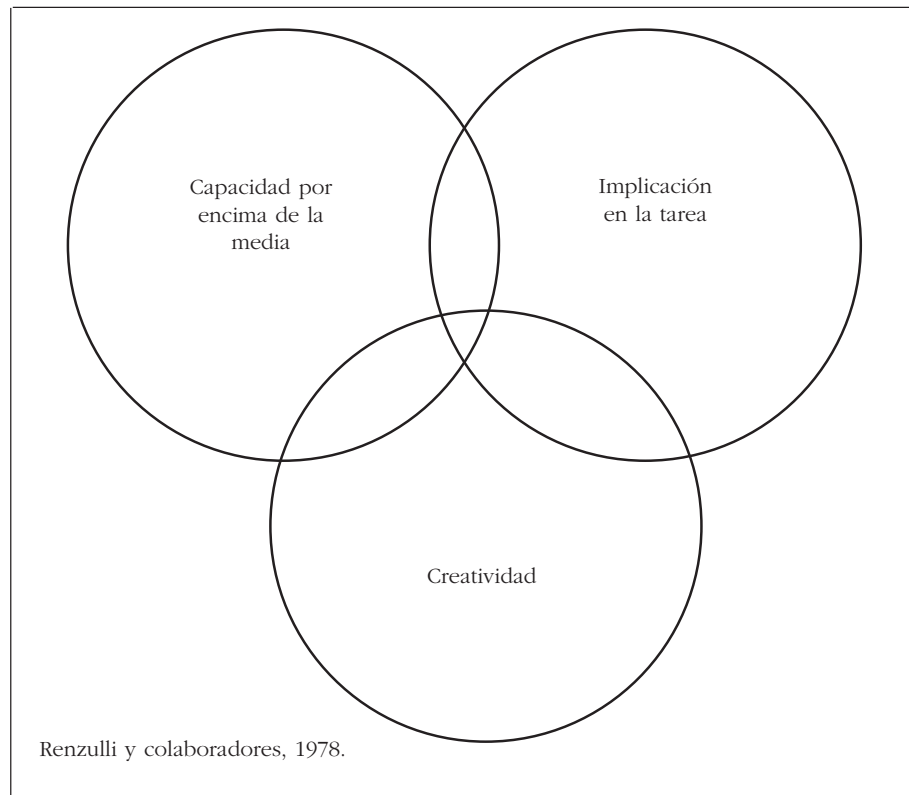 Capacidad por
encima de la
media
Implicación
en la tarea
Creatividad
Renzulli y colaboradores, 1978.